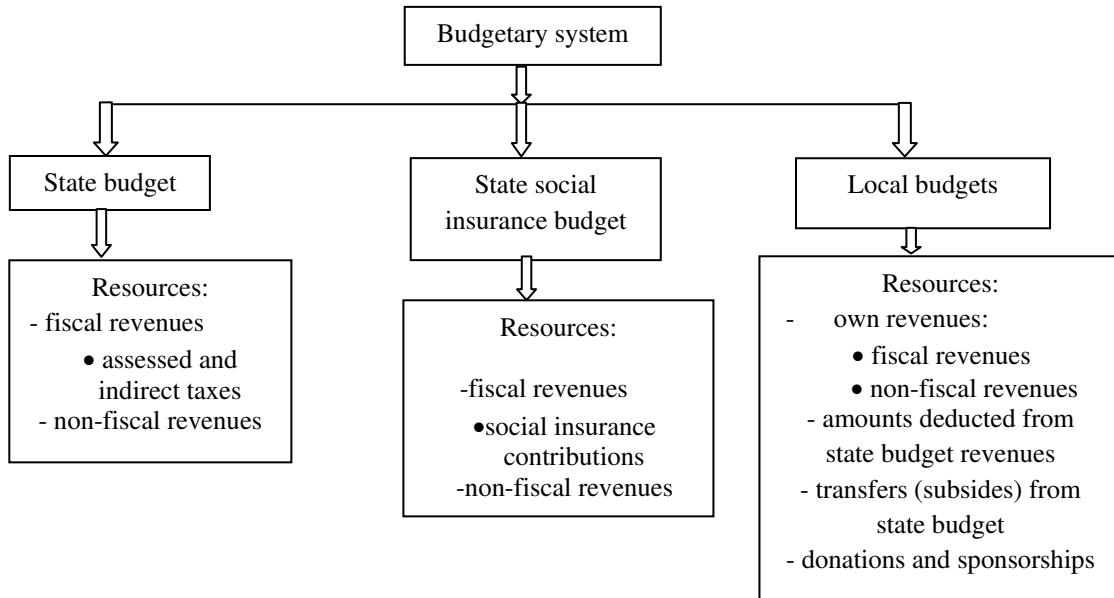 Budgetary system
State budget
State social
insurance budget
Local budgets
Resources:
- fiscal revenues
• assessed and
indirect taxes
- non-fiscal revenues
Resources:
-fiscal revenues
•social insurance
contributions
-non-fiscal revenues
Resources:
- own revenues:
• fiscal revenues
• non-fiscal revenues
- amounts deducted from
state budget revenues
- transfers (subsides) from
state budget
- donations and sponsorships